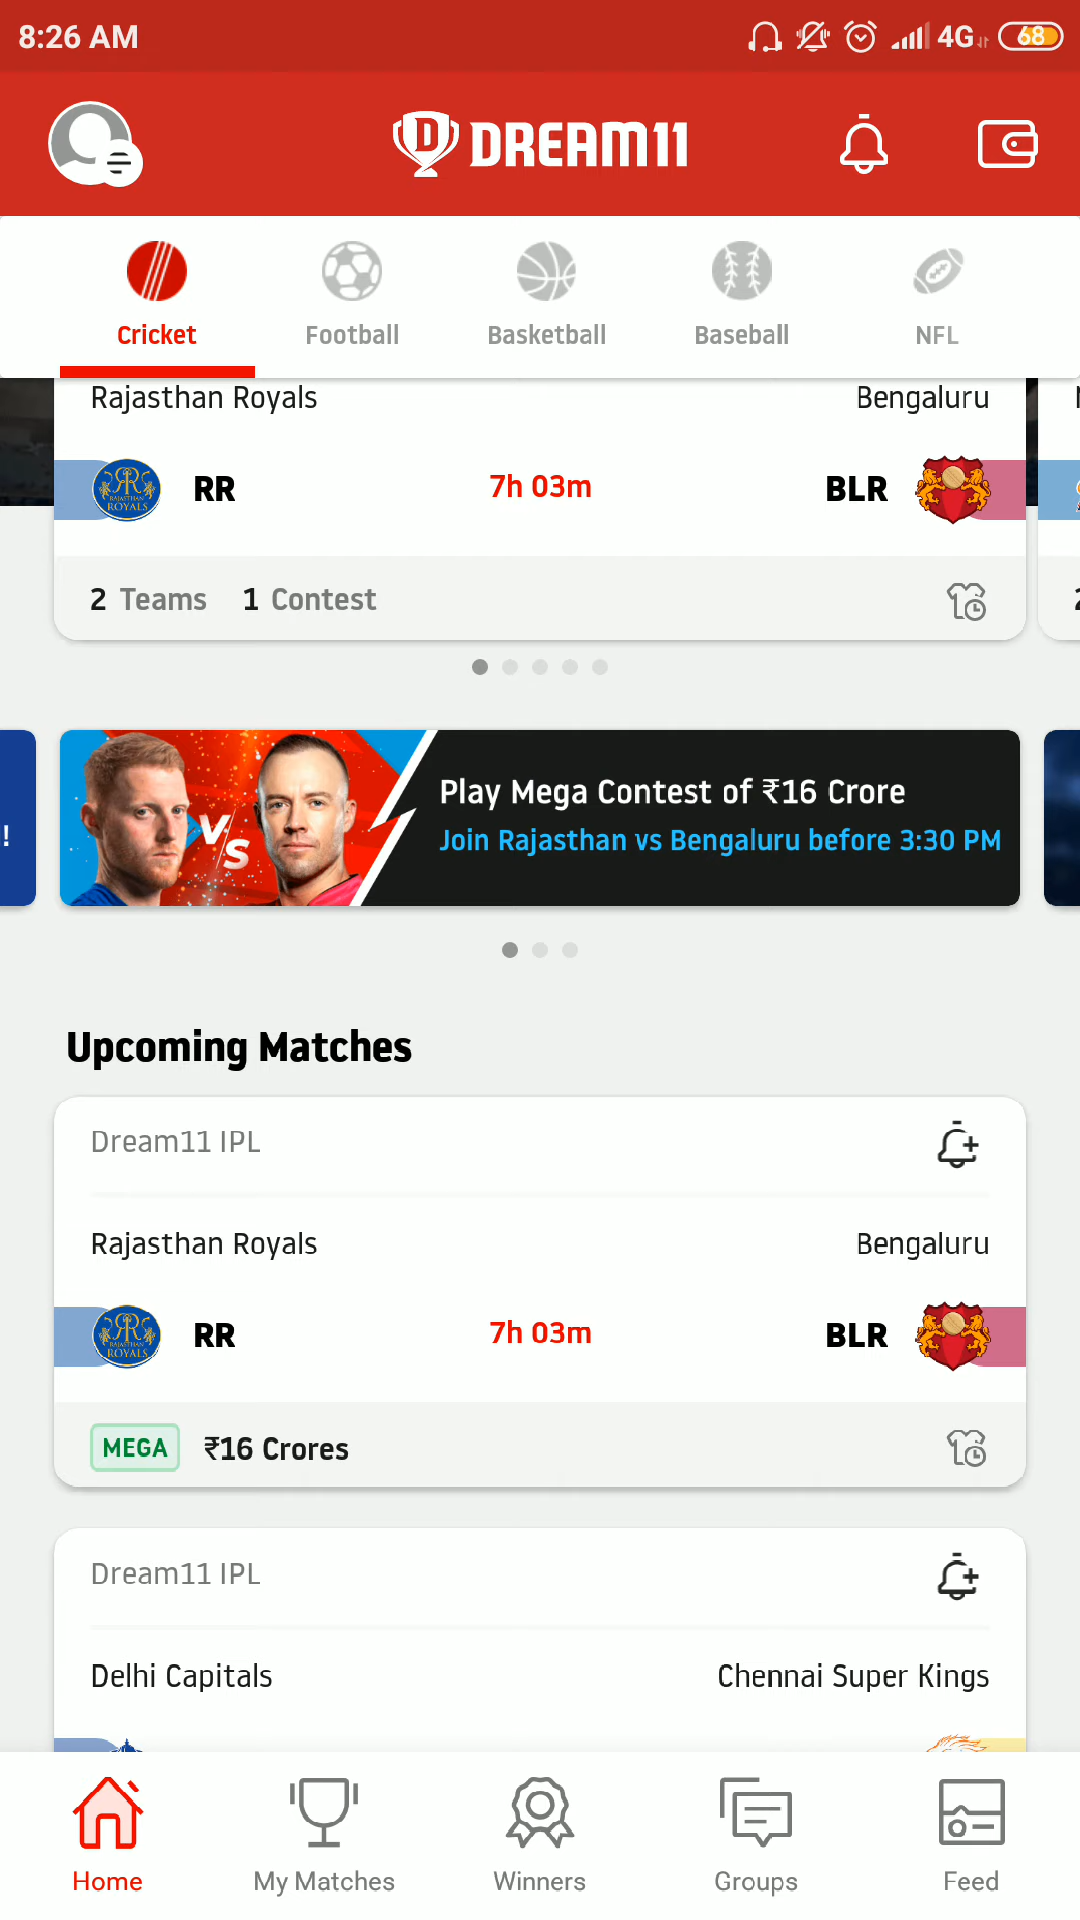 8:26 AM 4G 68
DREAM11
Cricket Football Basketball Baseball NFL
Rajasthan Royals Bengaluru
RR 7h 03m BLR
2 Teams 1 Contest
!
VS
Play Mega Contest of ₹16 Crore
Join Rajasthan vs Bengaluru before 3:30 PM
Upcoming Matches
Dream11 IPL
Rajasthan Royals Bengaluru
RAJASTHAN ROYALS RR 7h 03m BLR
MEGA ₹16 Crores
Dream11 IPL
Delhi Capitals Chennai Super Kings
Home My Matches Winners Groups Feed